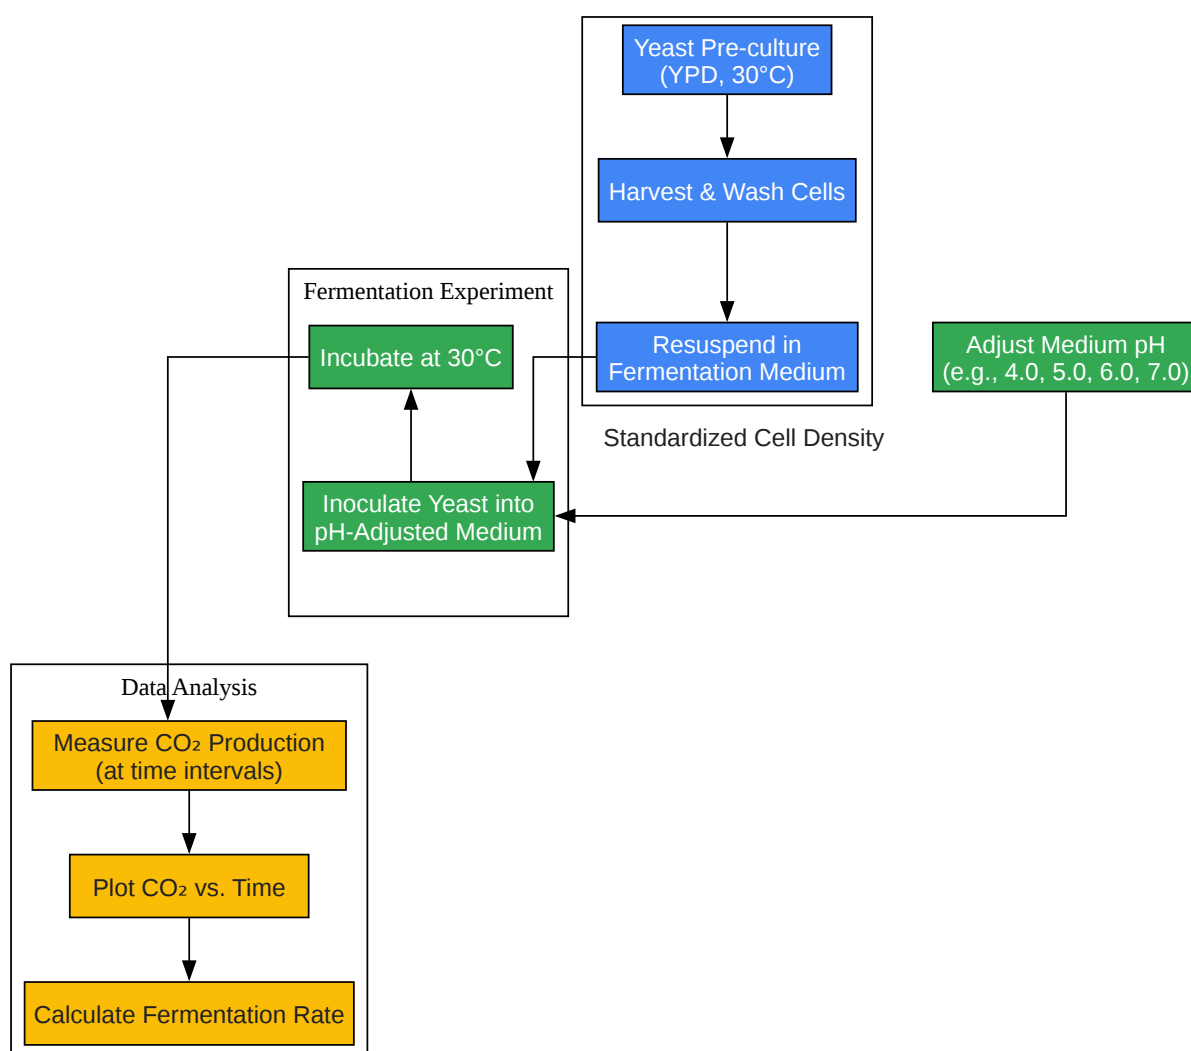 Yeast Pre-culture
(YPD, 30°C)
Harvest & Wash Cells
Resuspend in
Fermentation Medium
Standardized Cell Density
Adjust Medium pH
(e.g., 4.0, 5.0, 6.0, 7.0)
Fermentation Experiment
Incubate at 30°C
Inoculate Yeast into
pH-Adjusted Medium
Data Analysis
Measure CO₂ Production
(at time intervals)
Plot CO₂ vs. Time
Calculate Fermentation Rate